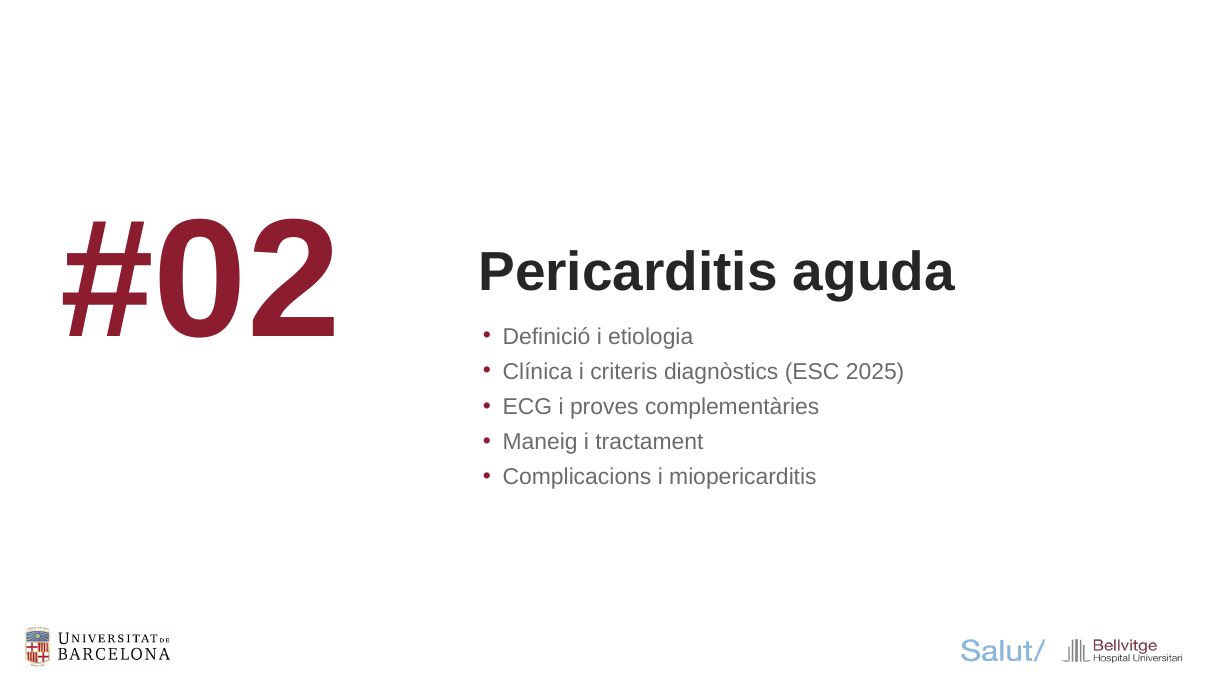 #02
Pericarditis aguda
• Definició i etiologia
• Clínica i criteris diagnòstics (ESC 2025)
• ECG i proves complementàries
• Maneig i tractament
• Complicacions i miopericarditis
UNIVERSITAT DE
BARCELONA
Salut/
Bellvitge
Hospital Universitari